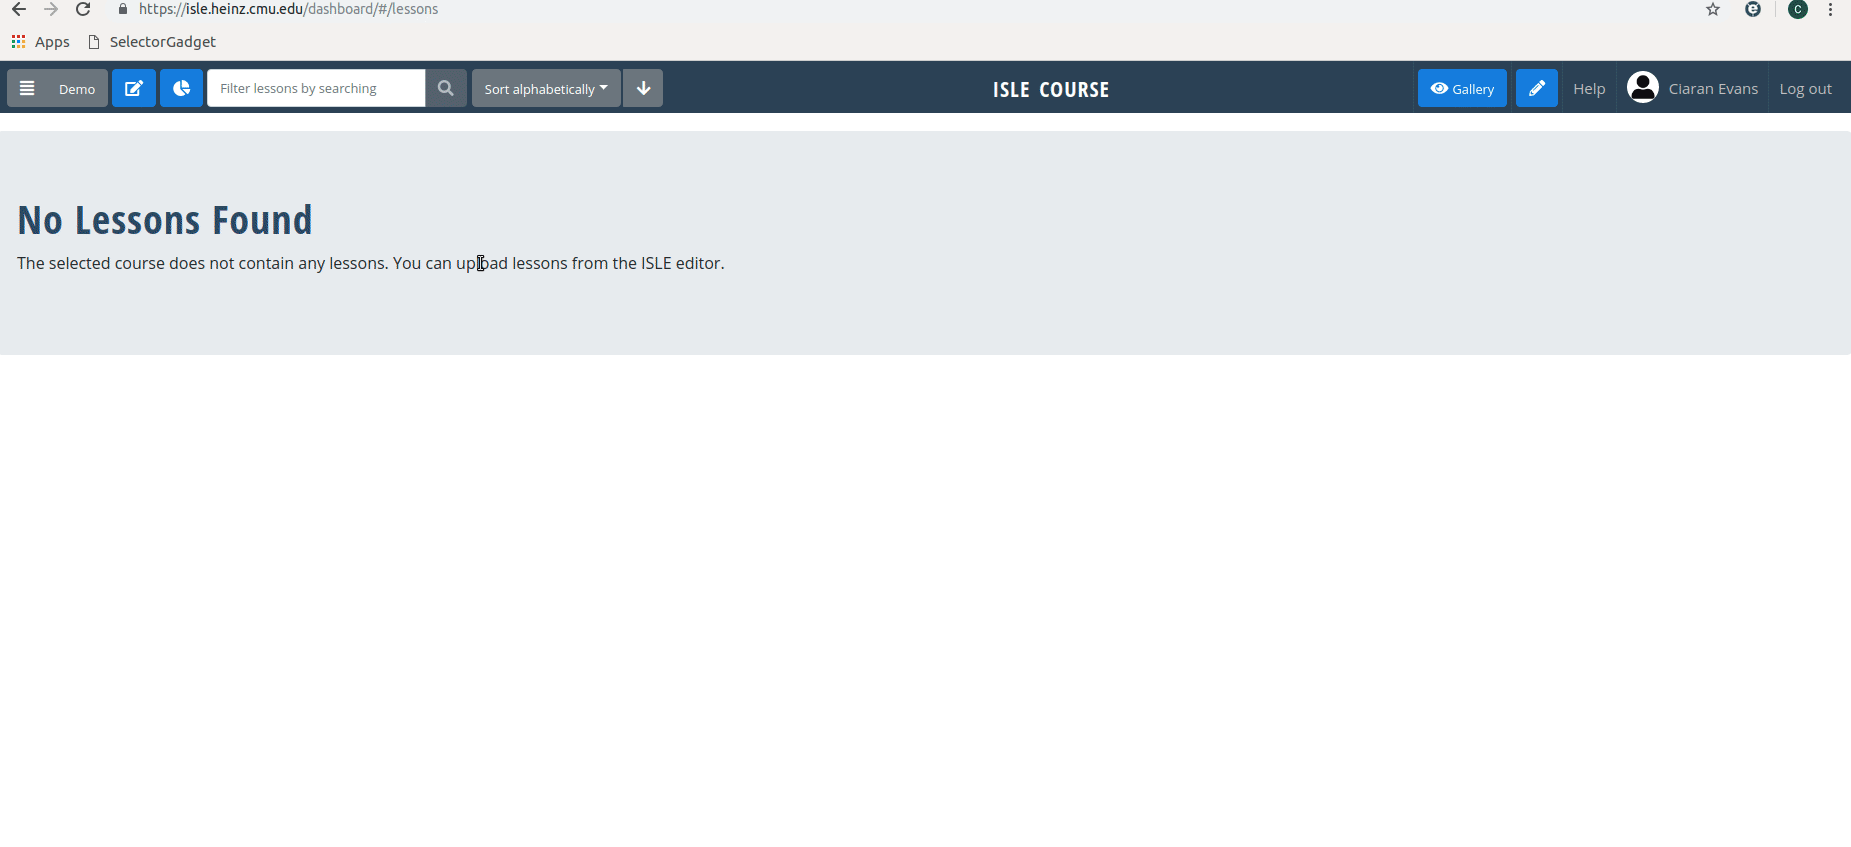 https://isle.heinz.cmu.edu/dashboard/#/lessons
C
Apps SelectorGadget
Demo Filter lessons by searching Sort alphabetically ISLE COURSE Gallery Help Ciaran Evans Log out
No Lessons Found
The selected course does not contain any lessons. You can upload lessons from the ISLE editor.